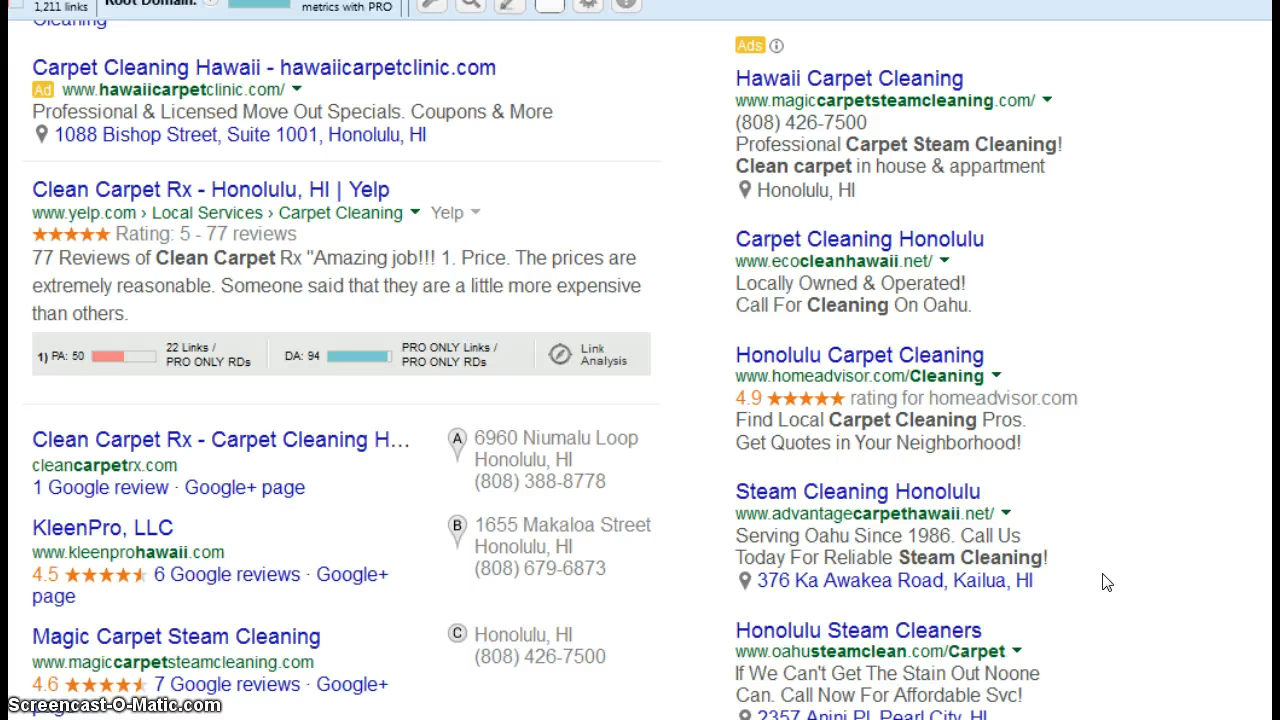 1,211 links
Root Domain:
metrics with PRO
Cleaning
Carpet Cleaning Hawaii - hawaiicarpetclinic.com
Ad www.hawaiicarpetclinic.com/
Professional & Licensed Move Out Specials. Coupons & More
1088 Bishop Street, Suite 1001, Honolulu, HI
Clean Carpet Rx - Honolulu, HI | Yelp
www.yelp.com › Local Services › Carpet Cleaning Yelp
Rating: 5 - 77 reviews
77 Reviews of Clean Carpet Rx "Amazing job!!! 1. Price. The prices are
extremely reasonable. Someone said that they are a little more expensive
than others.
1) PA: 50
22 Links /
PRO ONLY RDs
DA: 94
PRO ONLY Links /
PRO ONLY RDs
Link
Analysis
Clean Carpet Rx - Carpet Cleaning H...
cleancarpetrx.com
1 Google review · Google+ page
A 6960 Niumalu Loop
Honolulu, HI
(808) 388-8778
KleenPro, LLC
www.kleenprohawaii.com
4.5 6 Google reviews · Google+
page
B 1655 Makaloa Street
Honolulu, HI
(808) 679-6873
Magic Carpet Steam Cleaning
www.magiccarpetsteamcleaning.com
4.6 7 Google reviews · Google+
C Honolulu, HI
(808) 426-7500
Ads
Hawaii Carpet Cleaning
www.magiccarpetsteamcleaning.com/
(808) 426-7500
Professional Carpet Steam Cleaning!
Clean carpet in house & appartment
Honolulu, HI
Carpet Cleaning Honolulu
www.ecocleanhawaii.net/
Locally Owned & Operated!
Call For Cleaning On Oahu.
Honolulu Carpet Cleaning
www.homeadvisor.com/Cleaning
4.9 rating for homeadvisor.com
Find Local Carpet Cleaning Pros.
Get Quotes in Your Neighborhood!
Steam Cleaning Honolulu
www.advantagecarpethawaii.net/
Serving Oahu Since 1986. Call Us
Today For Reliable Steam Cleaning!
376 Ka Awakea Road, Kailua, HI
Honolulu Steam Cleaners
www.oahusteamclean.com/Carpet
If We Can't Get The Stain Out Noone
Can. Call Now For Affordable Svc!
2357 Anini Pl, Pearl City, HI
Screencast-O-Matic.com